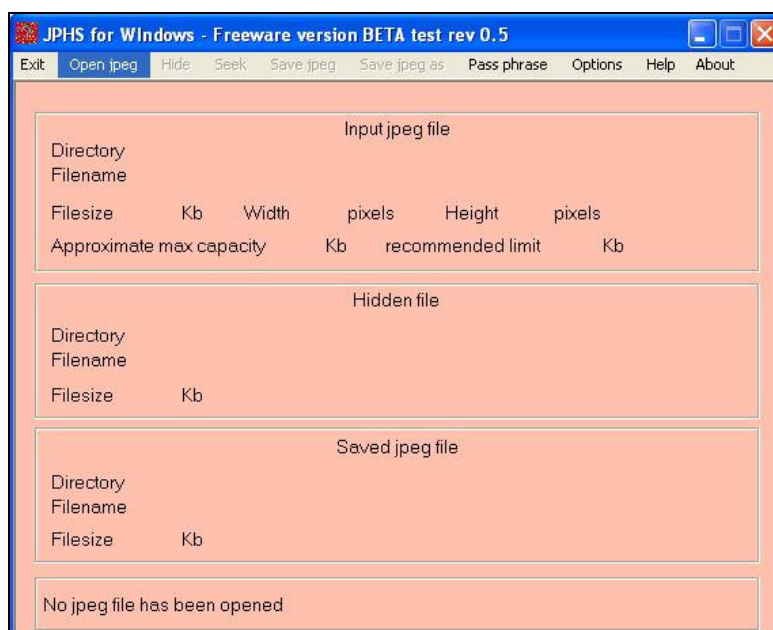 JPHS for WIndows - Freeware version BETA test rev 0.5
Exit Open jpeg Hide Seek Save jpeg Save jpeg as Pass phrase Options Help About
Input jpeg file
Directory
Filename
Filesize Kb Width pixels Height pixels
Approximate max capacity Kb recommended limit Kb
Hidden file
Directory
Filename
Filesize Kb
Saved jpeg file
Directory
Filename
Filesize Kb
No jpeg file has been opened